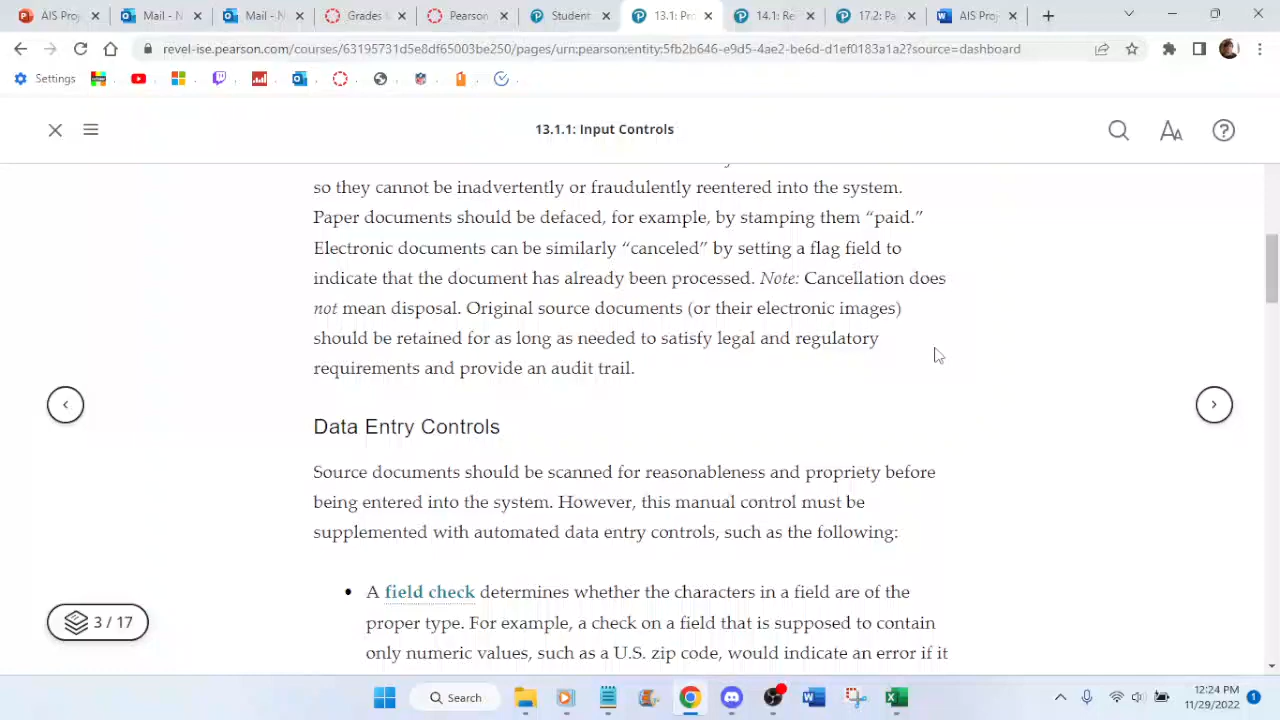 AIS Proj
Mail - N
Mail - N
Grades
Pearson
Student
13.1: Pro
14.1: Re
17.2: Pa
AIS Proj
revel-ise.pearson.com/courses/63195731d5e8df65003be250/pages/urn:pearson:entity:5fb2b646-e9d5-4ae2-be6d-d1ef0183a1a2?source=dashboard
Settings
13.1.1: Input Controls
so they cannot be inadvertently or fraudulently reentered into the system.
Paper documents should be defaced, for example, by stamping them “paid.”
Electronic documents can be similarly “canceled” by setting a flag field to
indicate that the document has already been processed. Note: Cancellation does
not mean disposal. Original source documents (or their electronic images)
should be retained for as long as needed to satisfy legal and regulatory
requirements and provide an audit trail.
Data Entry Controls
Source documents should be scanned for reasonableness and propriety before
being entered into the system. However, this manual control must be
supplemented with automated data entry controls, such as the following:
• A field check determines whether the characters in a field are of the
proper type. For example, a check on a field that is supposed to contain
only numeric values, such as a U.S. zip code, would indicate an error if it
3 / 17
Search
12:24 PM
11/29/2022
1